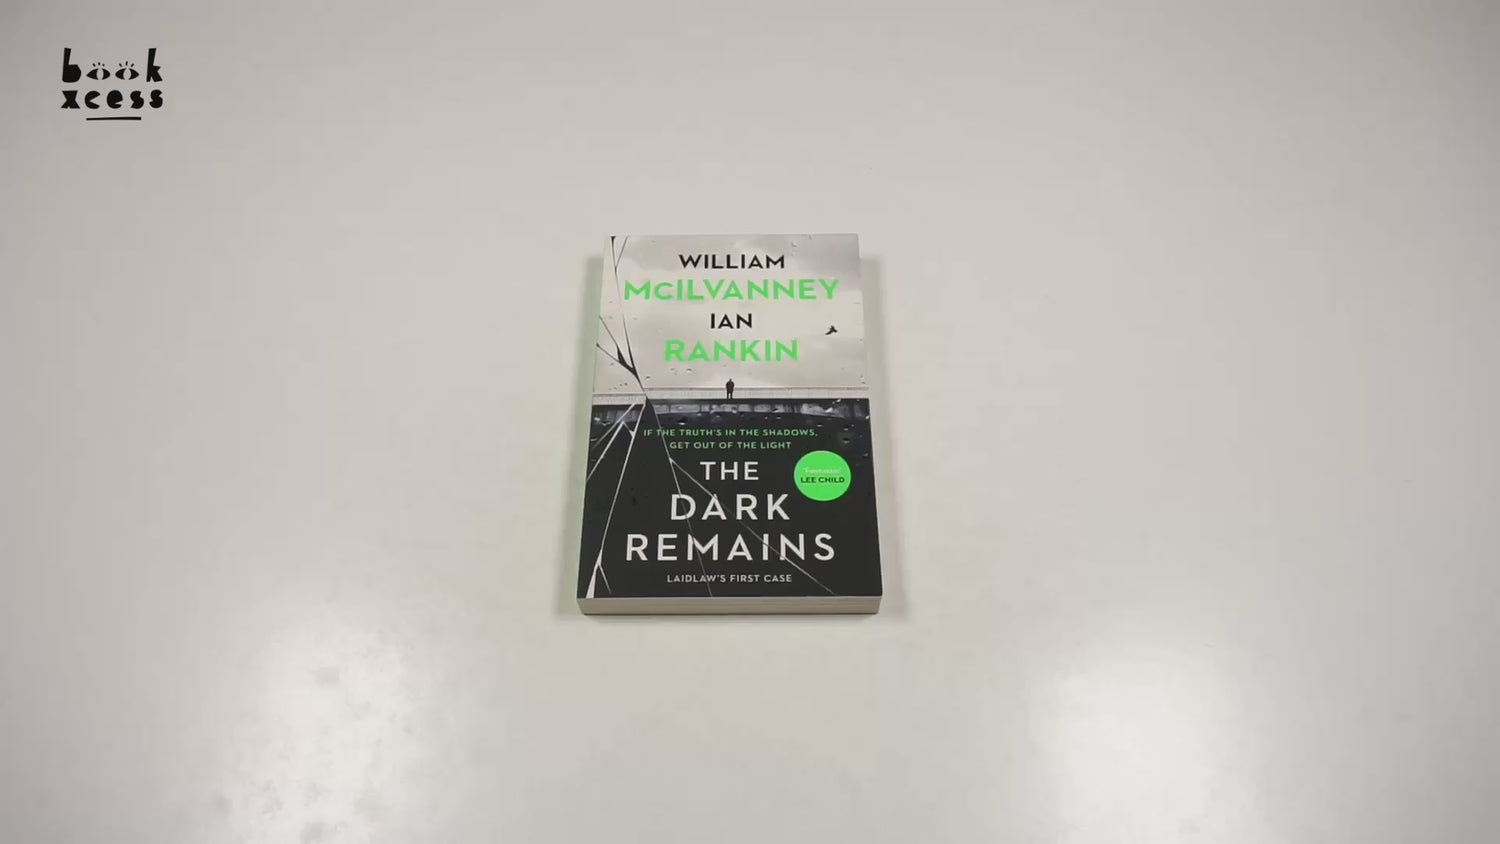 book
xcess
WILLIAM
McILVANNEY
IAN
RANKIN
IF THE TRUTH'S IN THE SHADOWS,
GET OUT OF THE LIGHT
THE
DARK
REMAINS
LEE CHILD
LAIDLAW'S FIRST CASE